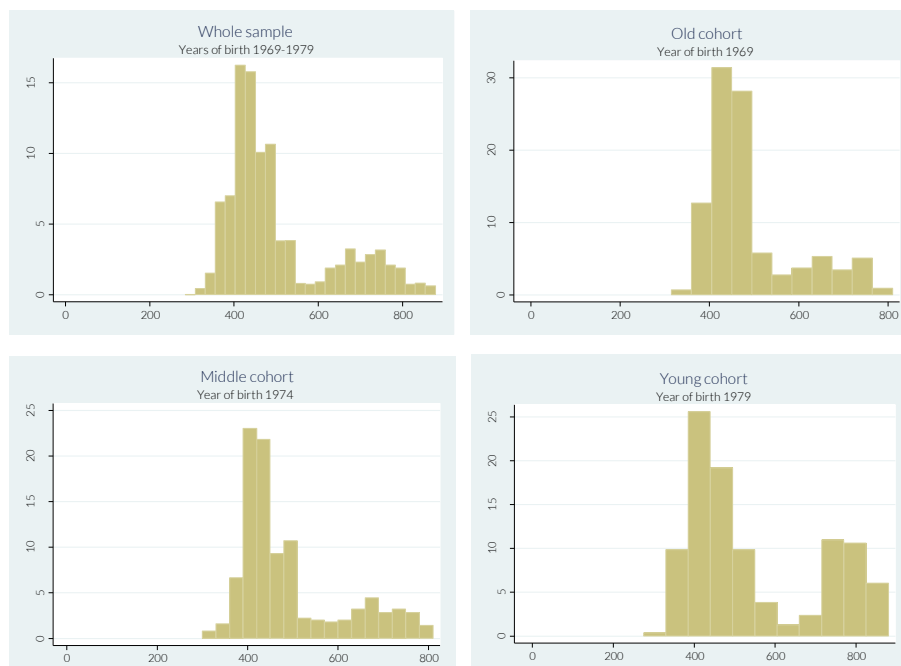 Whole sample
Years of birth 1969-1979
15
10
5
0
0 200 400 600 800
Old cohort
Year of birth 1969
30
20
10
0
0 200 400 600 800
Middle cohort
Year of birth 1974
25
20
15
10
5
0
0 200 400 600 800
Young cohort
Year of birth 1979
25
20
15
10
5
0
0 200 400 600 800